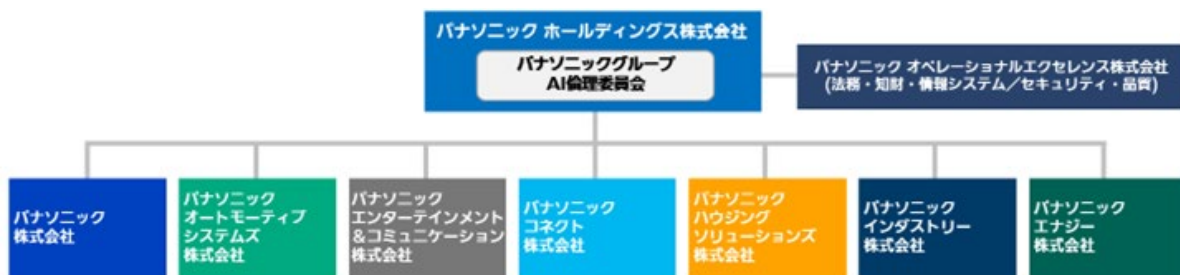 パナソニック ホールディングス株式会社
パナソニックグループ
AI倫理委員会
パナソニック オペレーショナルエクセレンス株式会社
(法務・知財・情報システム／セキュリティ・品質)
パナソニック
株式会社
パナソニック
オートモーティブ
システムズ
株式会社
パナソニック
エンターテインメント
&コミュニケーション
株式会社
パナソニック
コネクト
株式会社
パナソニック
ハウジング
ソリューションズ
株式会社
パナソニック
インダストリー
株式会社
パナソニック
エナジー
株式会社